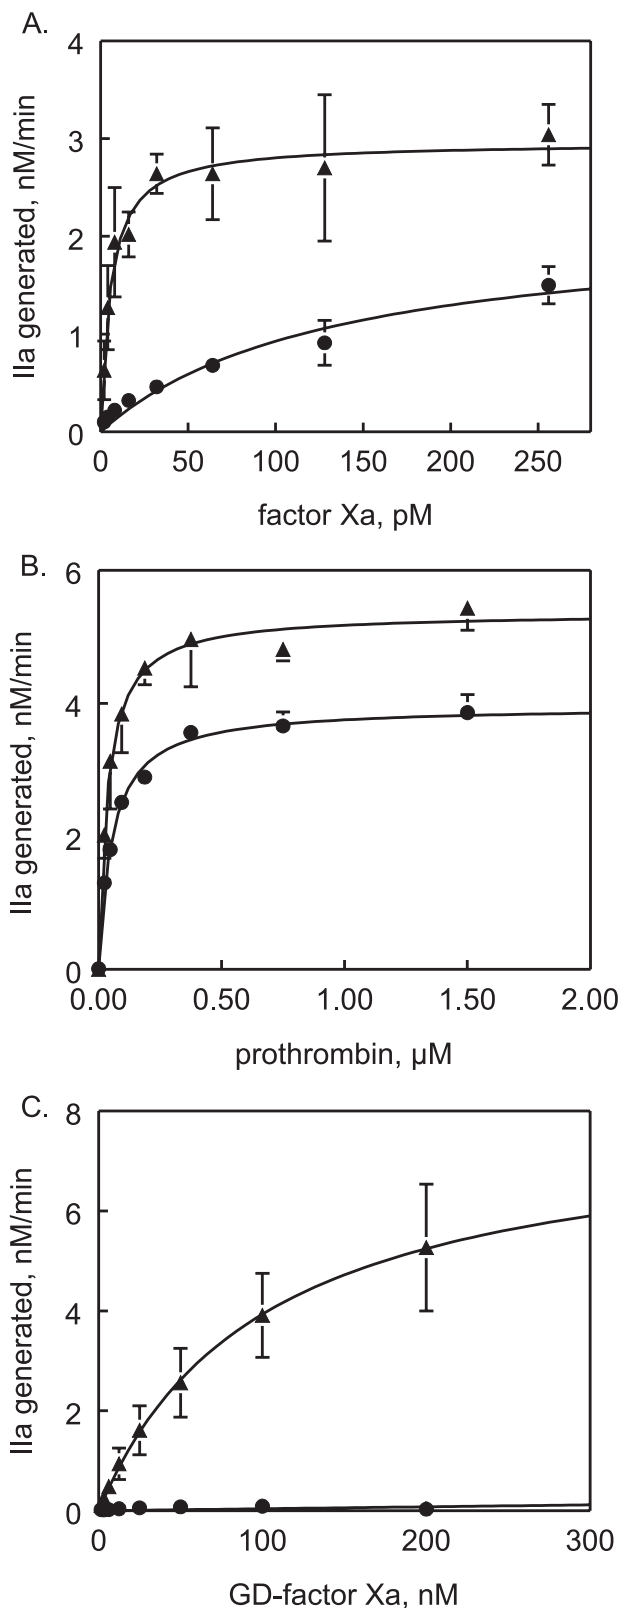 A.
4
3
2
1
0
IIa generated, nM/min
0 50 100 150 200 250
factor Xa, pM
B.
6
4
2
0
IIa generated, nM/min
0.00 0.50 1.00 1.50 2.00
prothrombin, µM
C.
8
6
4
2
0
IIa generated, nM/min
0 100 200 300
GD-factor Xa, nM